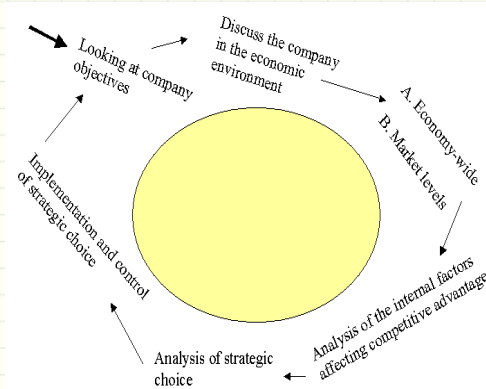 Looking at company
objectives
Discuss the company
in the economic
environment
A. Economy-wide
B. Market levels
Analysis of the internal factors
affecting competitive advantage
Analysis of strategic
choice
Implementation and control
of strategic choice